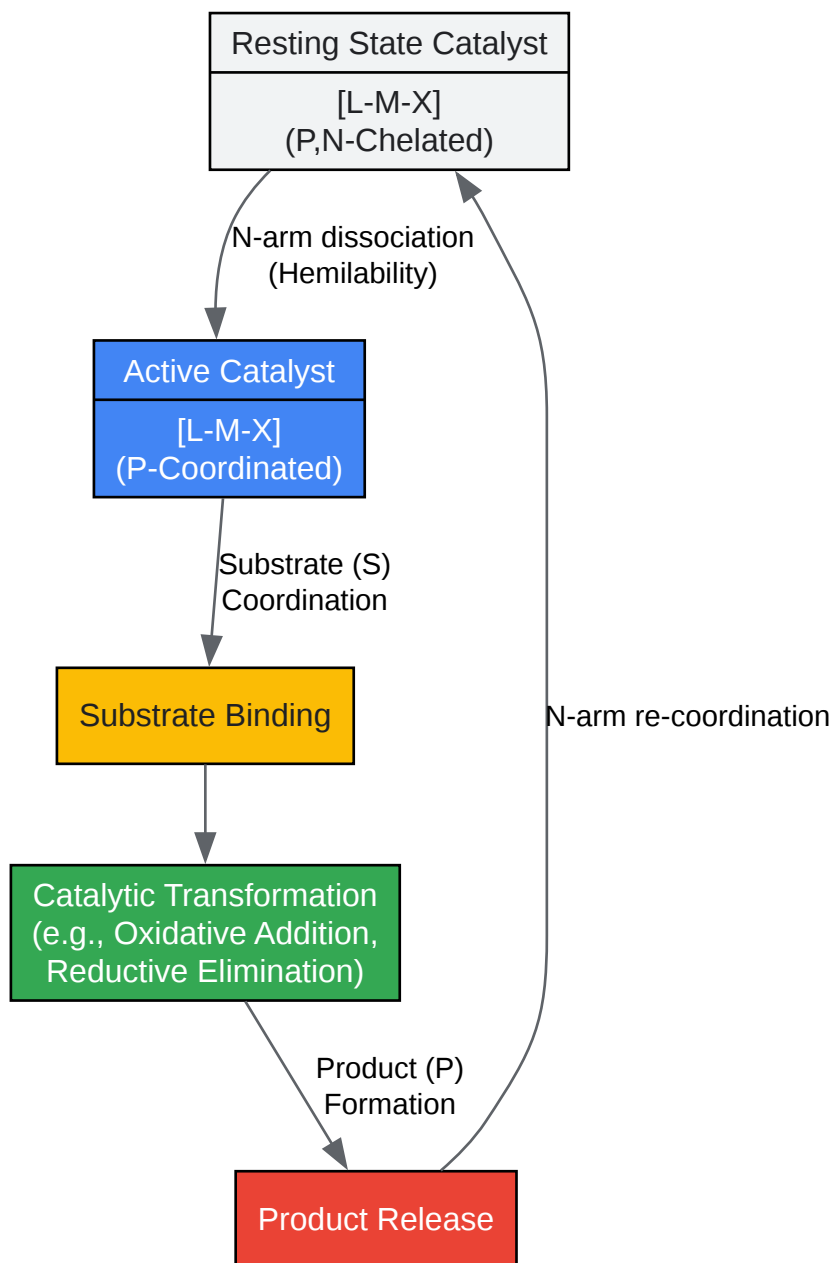 Resting State Catalyst
[L-M-X]
(P,N-Chelated)
N-arm dissociation
(Hemilability)
Active Catalyst
[L-M-X]
(P-Coordinated)
Substrate (S)
Coordination
Substrate Binding
N-arm re-coordination
Catalytic Transformation
(e.g., Oxidative Addition,
Reductive Elimination)
Product (P)
Formation
Product Release